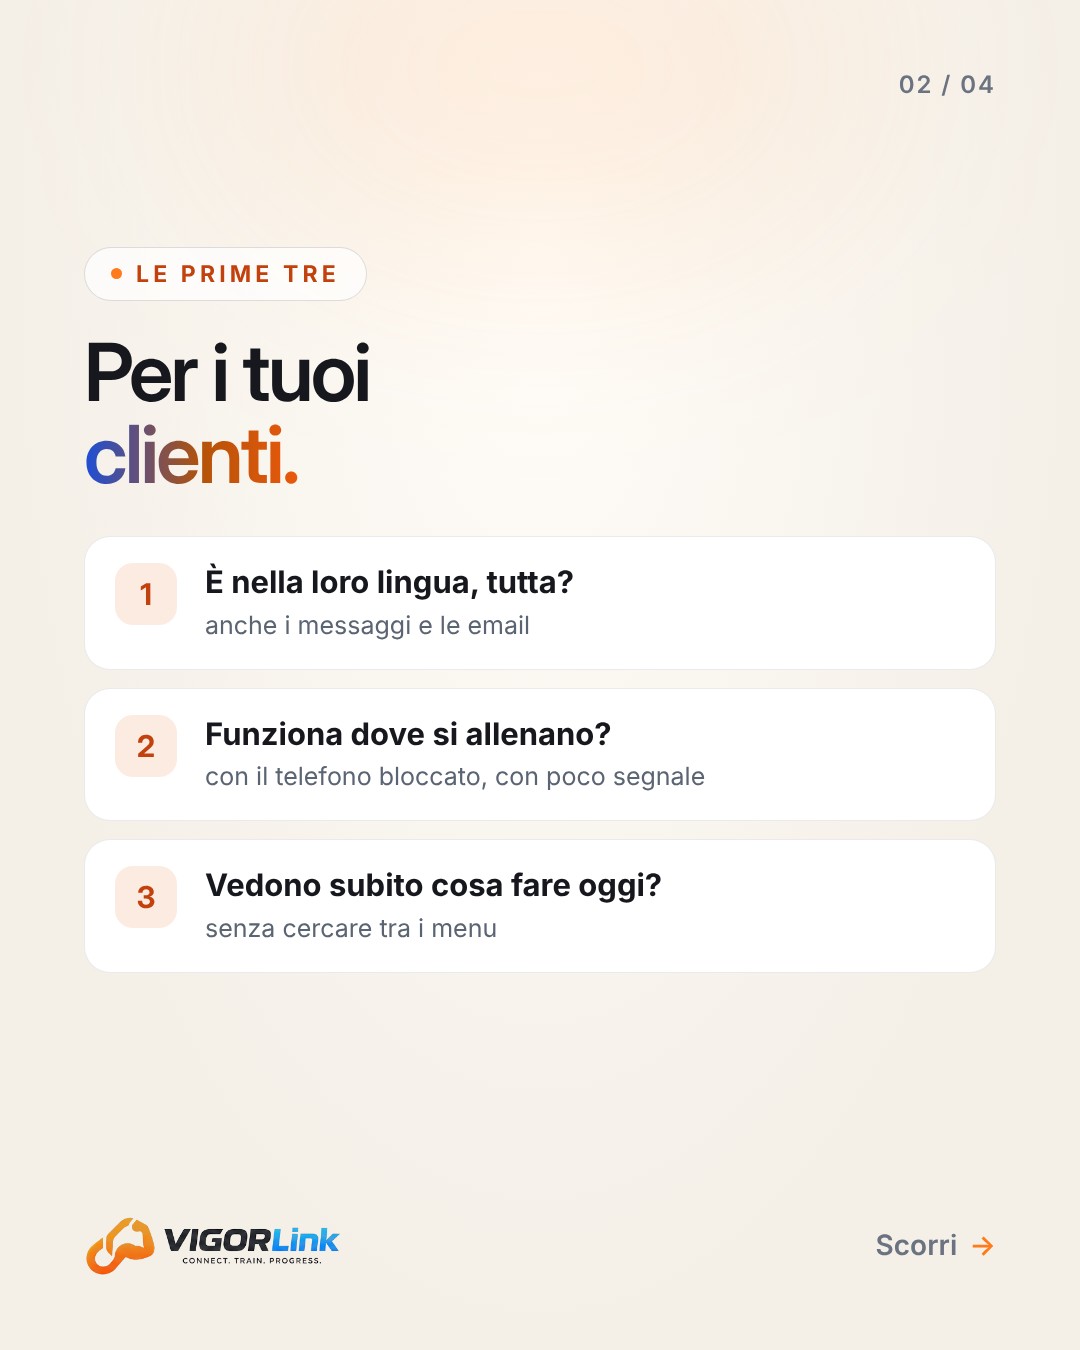 02 / 04
LE PRIME TRE
Per i tuoi
clienti.
1
È nella loro lingua, tutta?
anche i messaggi e le email
2
Funziona dove si allenano?
con il telefono bloccato, con poco segnale
3
Vedono subito cosa fare oggi?
senza cercare tra i menu
VIGORLink
CONNECT. TRAIN. PROGRESS.
Scorri →